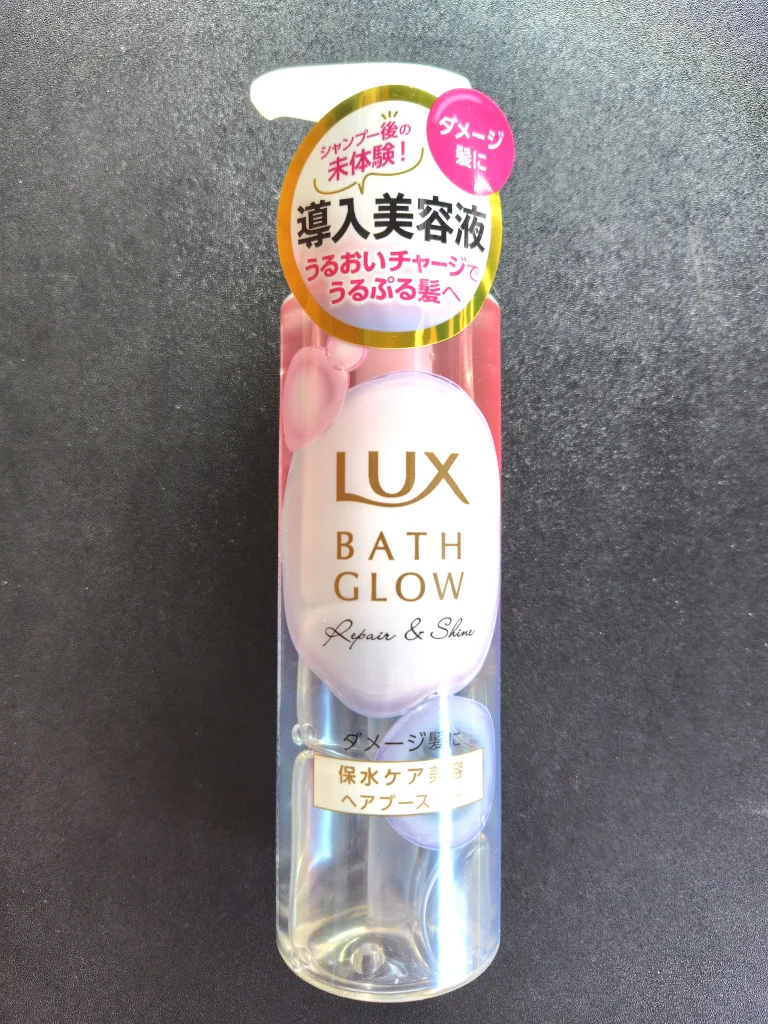 シャンプー後の
未体験！
ダメージ
髪に
導入美容液
うるおいチャージで
うるぷる髪へ
LUX
BATH
GLOW
Repair & Shine
ダメージ髪に
保水ケア美容
ヘアブース